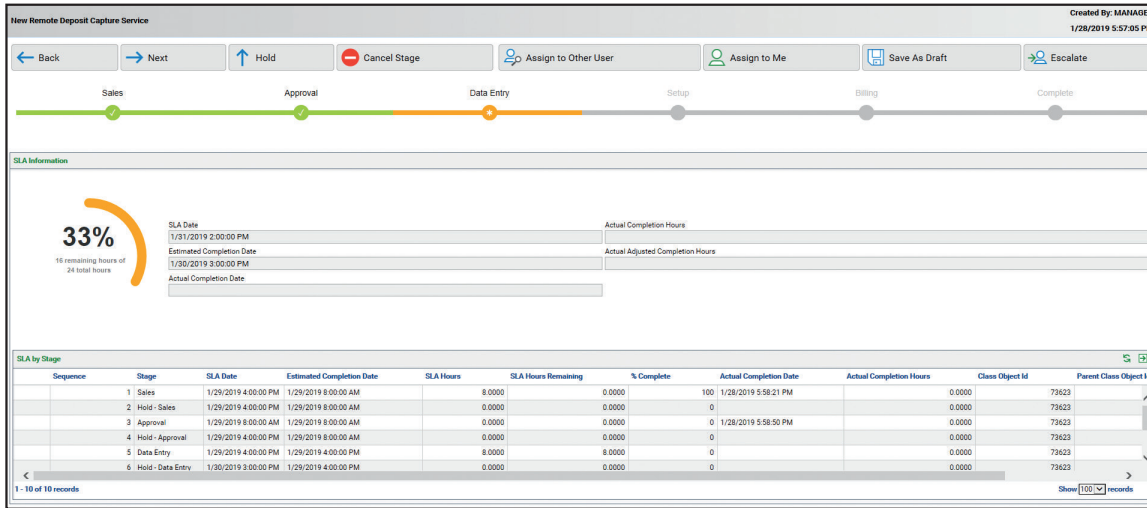 Created By: MANAGE
New Remote Deposit Capture Service
1/28/2019 5:57:05 P
Back Next Hold Cancel Stage Assign to Other User Assign to Me Save As Draft Escalate
Sales Approval Data Entry Setup Billing Complete
SLA Information
33%
16 remaining hours of
24 total hours
SLA Date
1/31/2019 2:00:00 PM
Estimated Completion Date
1/30/2019 3:00:00 PM
Actual Completion Date
Actual Completion Hours
Actual Adjusted Completion Hours
SLA by Stage
Sequence Stage SLA Date Estimated Completion Date SLA Hours SLA Hours Remaining % Complete Actual Completion Date Actual Completion Hours Class Object Id Parent Class Object I
1 Sales 1/29/2019 4:00:00 PM 1/29/2019 8:00:00 AM 8.0000 0.0000 100 1/28/2019 5:58:21 PM 0.0000 73623
2 Hold - Sales 1/29/2019 4:00:00 PM 1/29/2019 8:00:00 AM 0.0000 0.0000 0 0.0000 73623
3 Approval 1/29/2019 8:00:00 AM 1/29/2019 8:00:00 AM 0.0000 0.0000 0 1/28/2019 5:58:50 PM 0.0000 73623
4 Hold - Approval 1/29/2019 4:00:00 PM 1/29/2019 8:00:00 AM 0.0000 0.0000 0 0.0000 73623
5 Data Entry 1/29/2019 4:00:00 PM 1/29/2019 4:00:00 PM 8.0000 8.0000 0 0.0000 73623
6 Hold - Data Entry 1/30/2019 3:00:00 PM 1/29/2019 4:00:00 PM 0.0000 0.0000 0 0.0000 73623
1 - 10 of 10 records Show 100 records